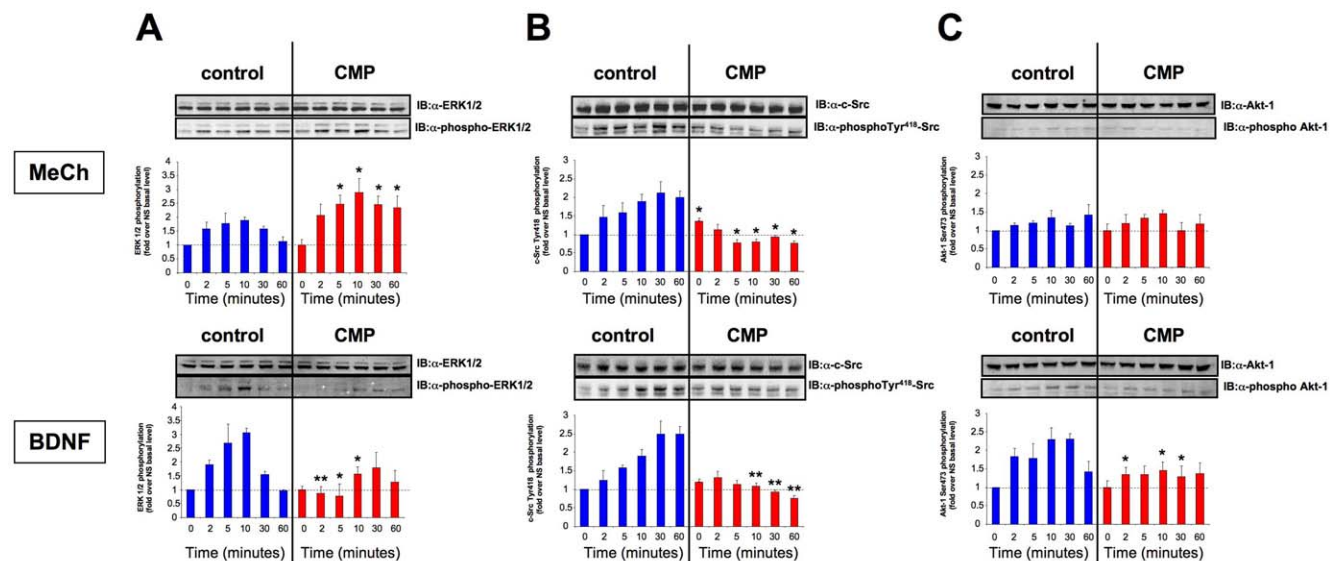 A B C
control CMP control CMP control CMP
IB:α-ERK1/2 IB:α-c-Src IB:α-Akt-1
IB:α-phospho-ERK1/2 IB:α-phosphoTyr⁴¹⁸-Src IB:α-phospho Akt-1
MeCh
ERK 1/2 phosphorylation
(fold over NS basal level)
4
3.5
3
2.5
2
1.5
1
0.5
0
* * * *
0 2 5 10 30 60 0 2 5 10 30 60
Time (minutes) Time (minutes)
c-Src Tyr418 phosphorylation
(fold over NS basal level)
3
2.5
2
1.5
1
0.5
0
* * * * *
0 2 5 10 30 60 0 2 5 10 30 60
Time (minutes) Time (minutes)
Akt-1 Ser473 phosphorylation
(fold over NS basal level)
3
2.5
2
1.5
1
0.5
0
0 2 5 10 30 60 0 2 5 10 30 60
Time (minutes) Time (minutes)
control CMP control CMP control CMP
IB:α-ERK1/2 IB:α-c-Src IB:α-Akt-1
IB:α-phospho-ERK1/2 IB:α-phosphoTyr⁴¹⁸-Src IB:α-phospho Akt-1
BDNF
ERK 1/2 phosphorylation
(fold over NS basal level)
4
3.5
3
2.5
2
1.5
1
0.5
0
** * *
0 2 5 10 30 60 0 2 5 10 30 60
Time (minutes) Time (minutes)
c-Src Tyr418 phosphorylation
(fold over NS basal level)
3
2.5
2
1.5
1
0.5
0
** ** **
0 2 5 10 30 60 0 2 5 10 30 60
Time (minutes) Time (minutes)
Akt-1 Ser473 phosphorylation
(fold over NS basal level)
3
2.5
2
1.5
1
0.5
0
* * *
0 2 5 10 30 60 0 2 5 10 30 60
Time (minutes) Time (minutes)